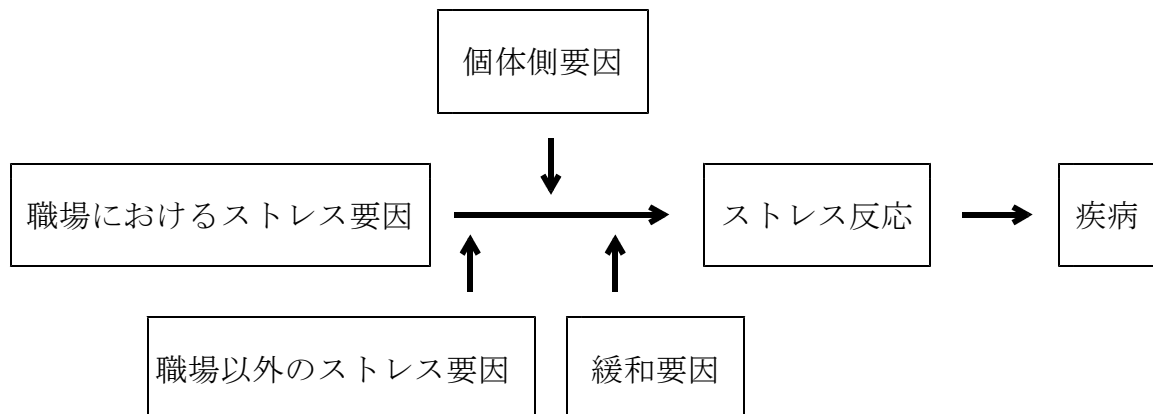 個体側要因
職場におけるストレス要因
ストレス反応
疾病
職場以外のストレス要因
緩和要因